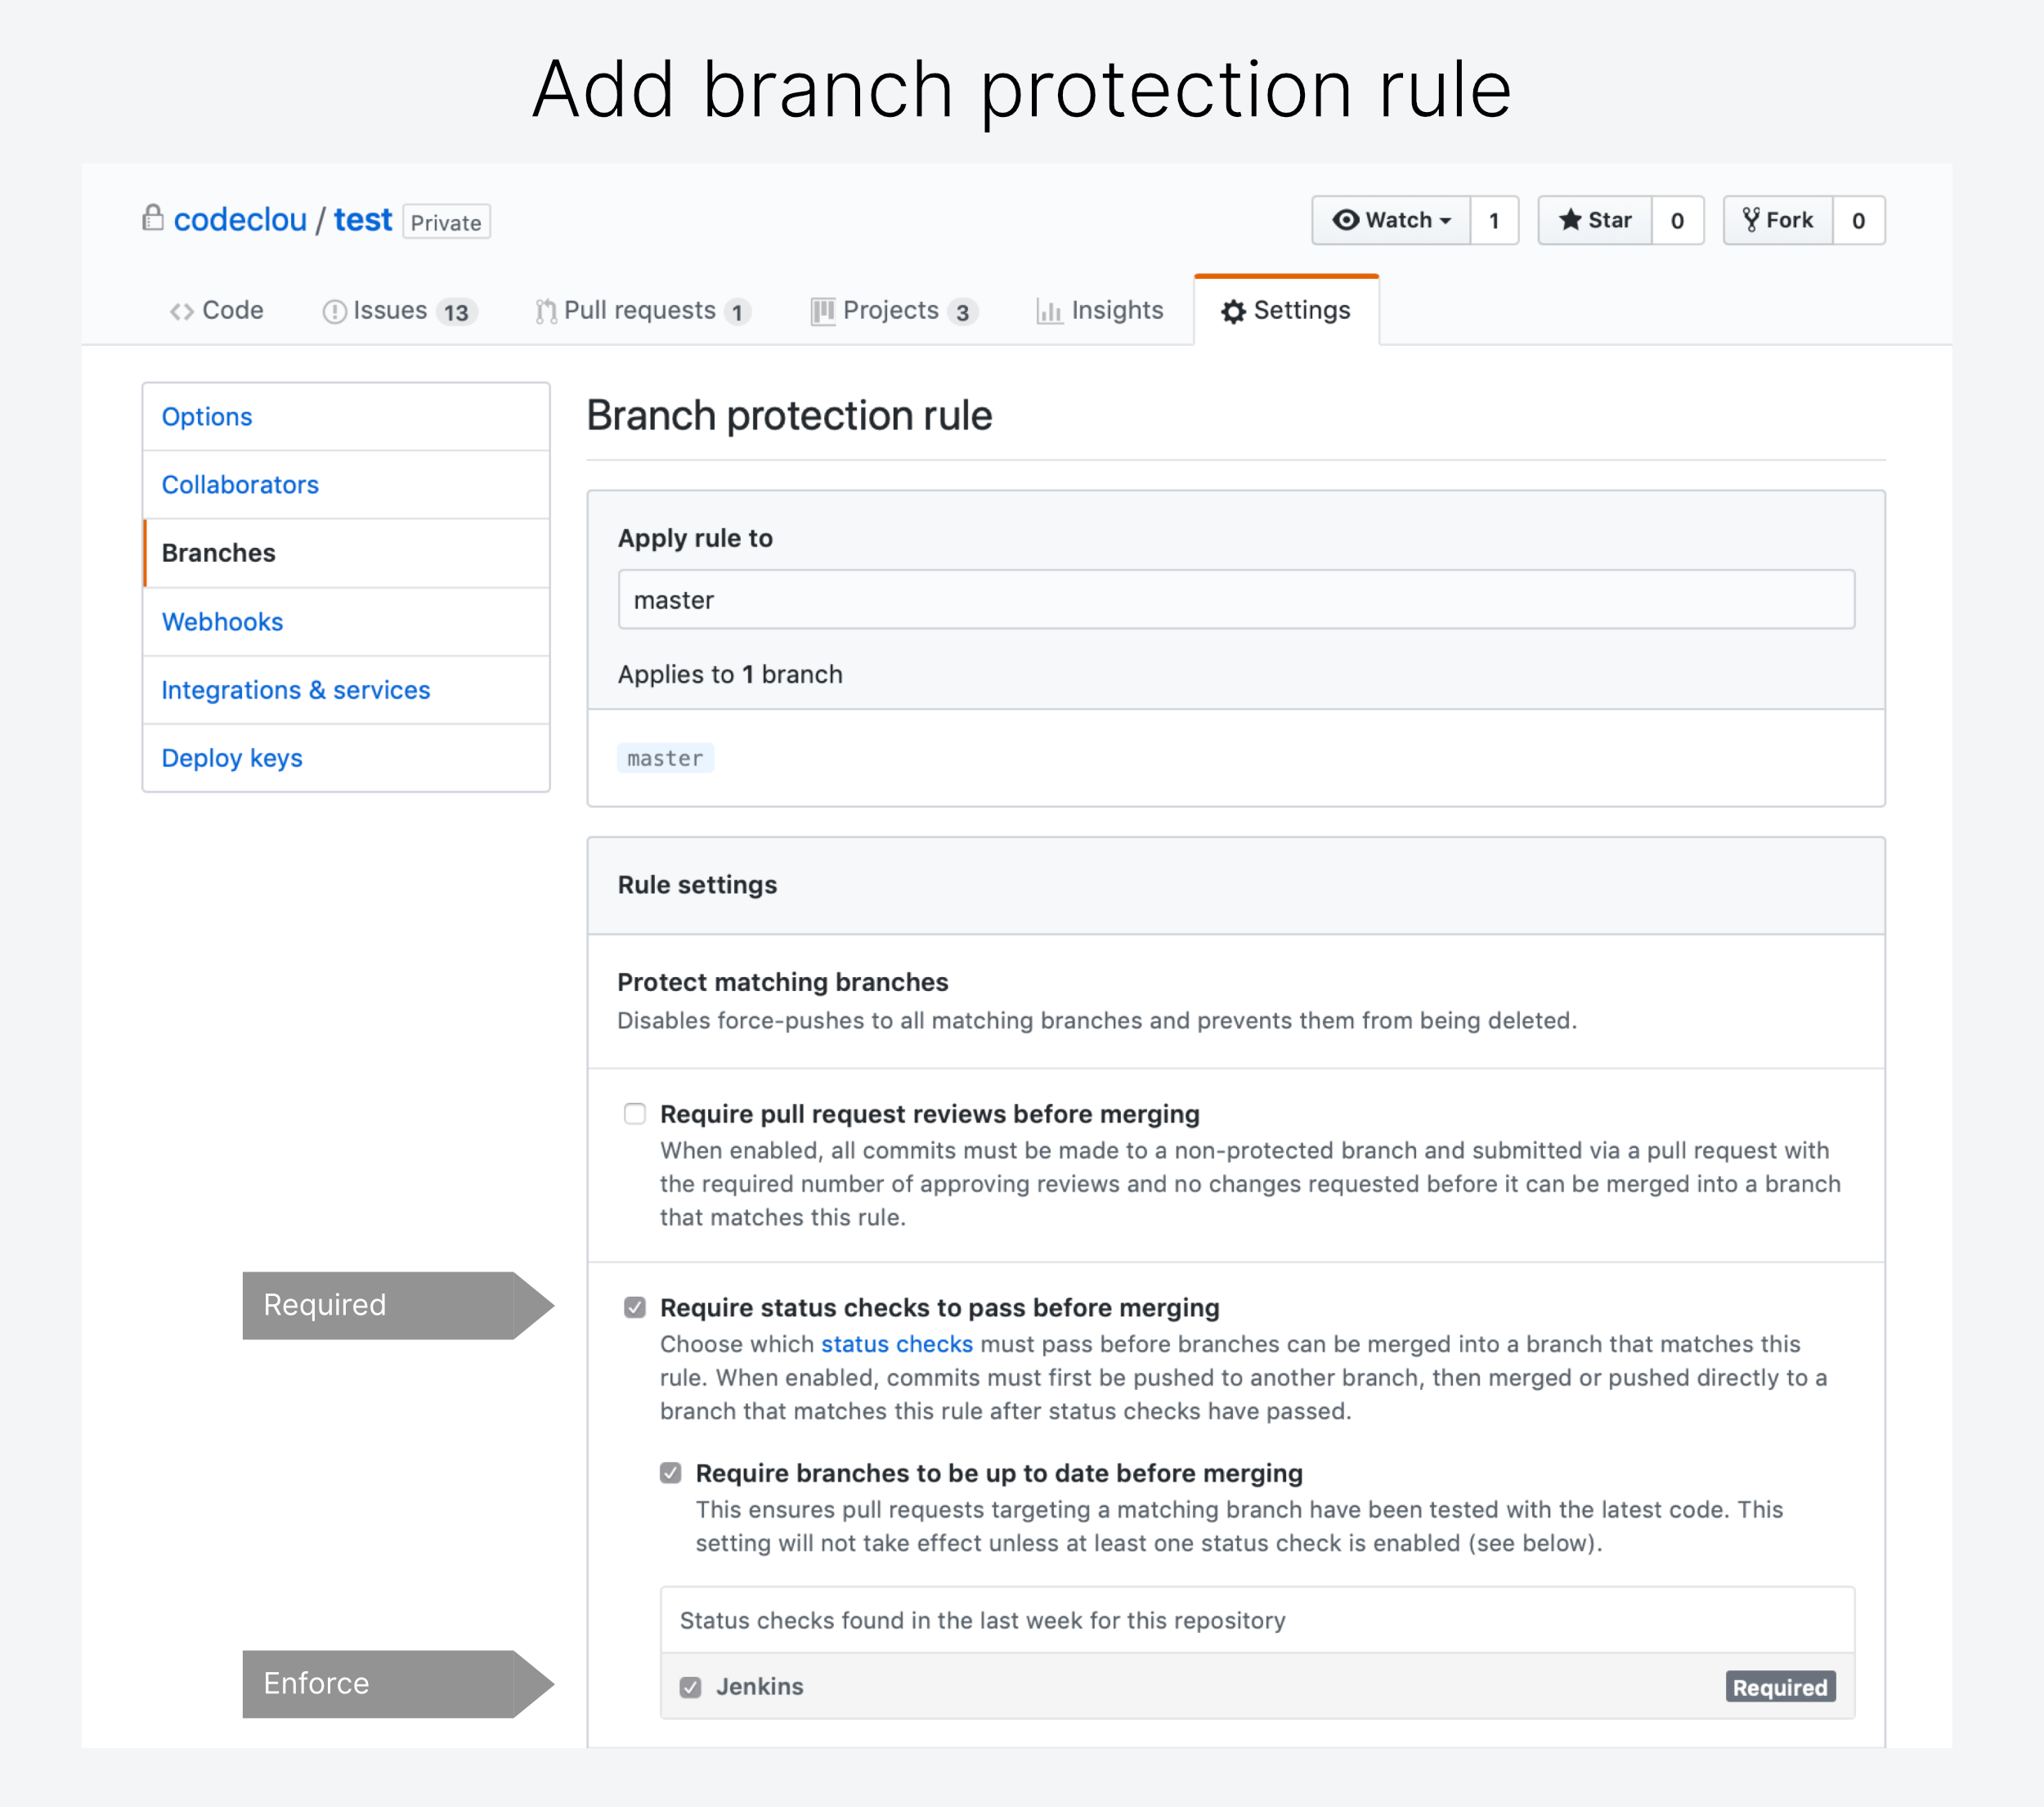 Add branch protection rule
codeclou / test Private
Watch 1 Star 0 Fork 0
Code Issues 13 Pull requests 1 Projects 3 Insights Settings
Options
Collaborators
Branches
Webhooks
Integrations & services
Deploy keys
Branch protection rule
Apply rule to
master
Applies to 1 branch
master
Rule settings
Protect matching branches
Disables force-pushes to all matching branches and prevents them from being deleted.
Require pull request reviews before merging
When enabled, all commits must be made to a non-protected branch and submitted via a pull request with
the required number of approving reviews and no changes requested before it can be merged into a branch
that matches this rule.
Required
Require status checks to pass before merging
Choose which status checks must pass before branches can be merged into a branch that matches this
rule. When enabled, commits must first be pushed to another branch, then merged or pushed directly to a
branch that matches this rule after status checks have passed.
Require branches to be up to date before merging
This ensures pull requests targeting a matching branch have been tested with the latest code. This
setting will not take effect unless at least one status check is enabled (see below).
Status checks found in the last week for this repository
Enforce
Jenkins Required